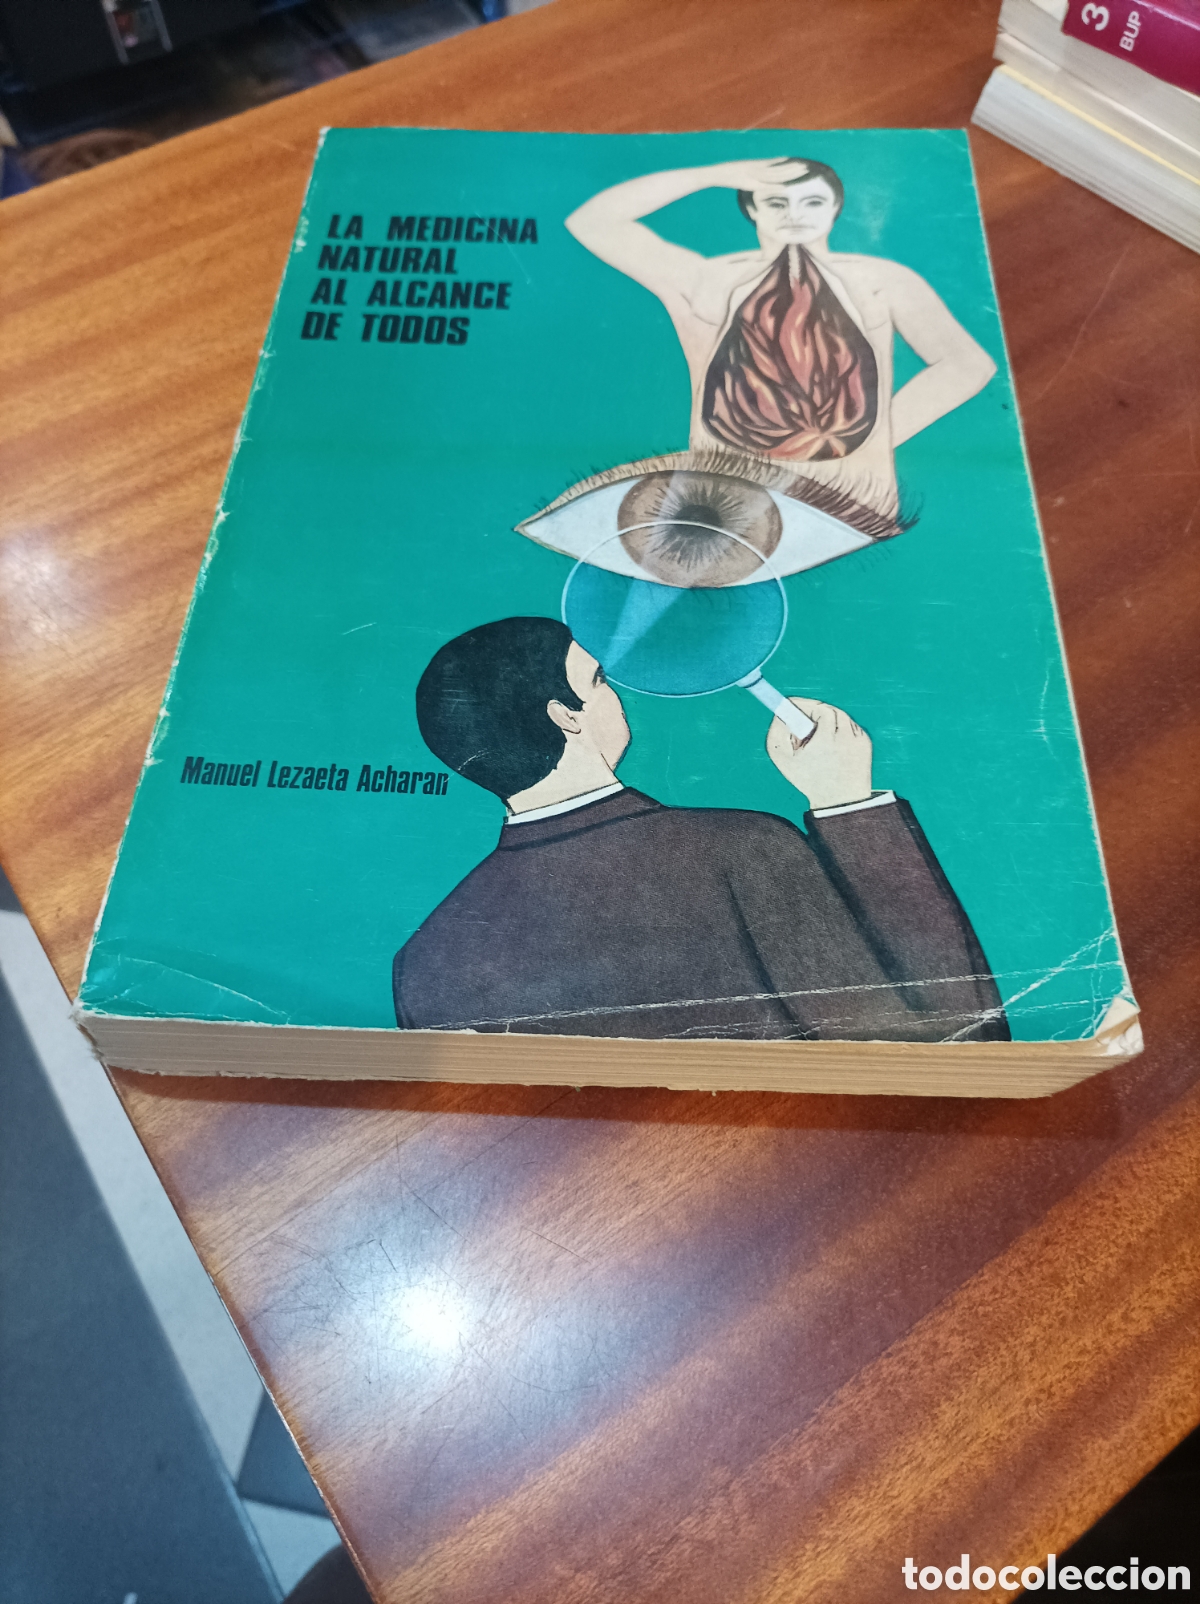 3
BUP
LA MEDICINA
NATURAL
AL ALCANCE
DE TODOS
Manuel Lezaeta Acharan
todocoleccion